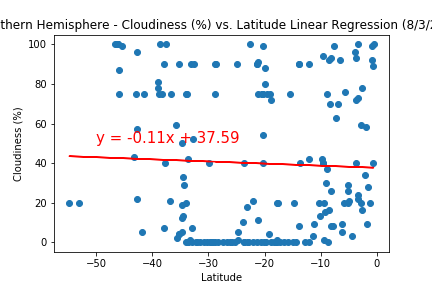 thern Hemisphere - Cloudiness (%) vs. Latitude Linear Regression (8/3/2
100
80
60
40
20
0
Cloudiness (%)
y = -0.11x + 37.59
−50 −40 −30 −20 −10 0
Latitude